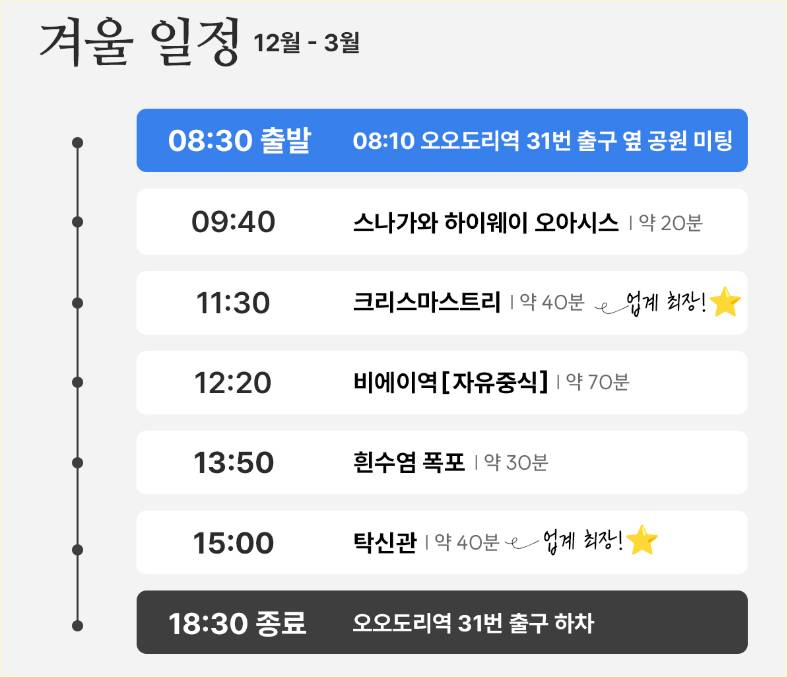 겨울 일정 12월 - 3월
08:30 출발 08:10 오오도리역 31번 출구 옆 공원 미팅
09:40 스나가와 하이웨이 오아시스 | 약 20분
11:30 크리스마스트리 | 약 40분 업계 최장!
12:20 비에이역[자유중식] | 약 70분
13:50 흰수염 폭포 | 약 30분
15:00 탁신관 | 약 40분 업계 최장!
18:30 종료 오오도리역 31번 출구 하차